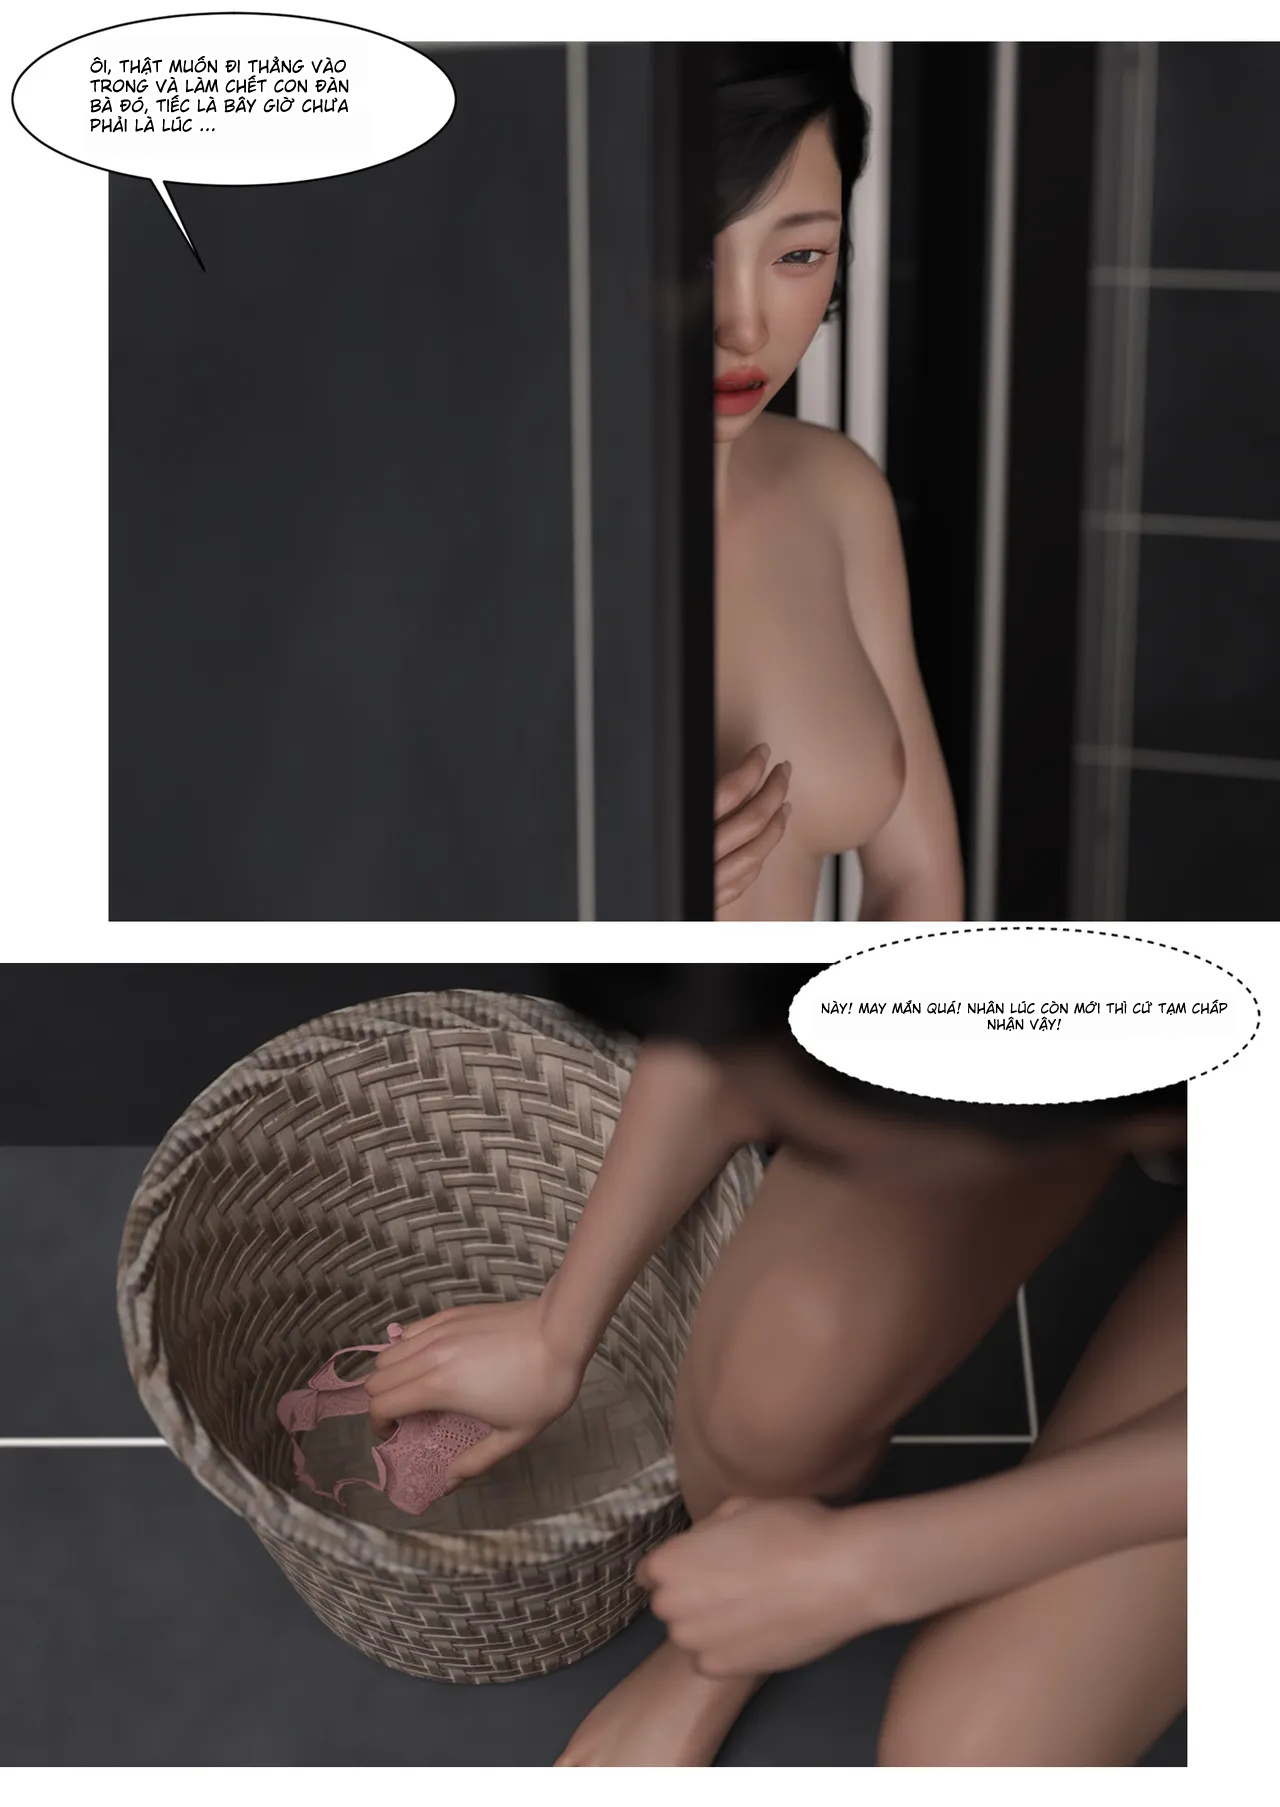 ÔI, THẬT MUỐN ĐI THẲNG VÀO
TRONG VÀ LÀM CHẾT CON ĐÀN
BÀ ĐÓ, TIẾC LÀ BÂY GIỜ CHƯA
PHẢI LÀ LÚC ...
NÀY! MAY MẮN QUÁ! NHÂN LÚC CÒN MỚI THÌ CỨ TẠM CHẤP
NHẬN VẬY!